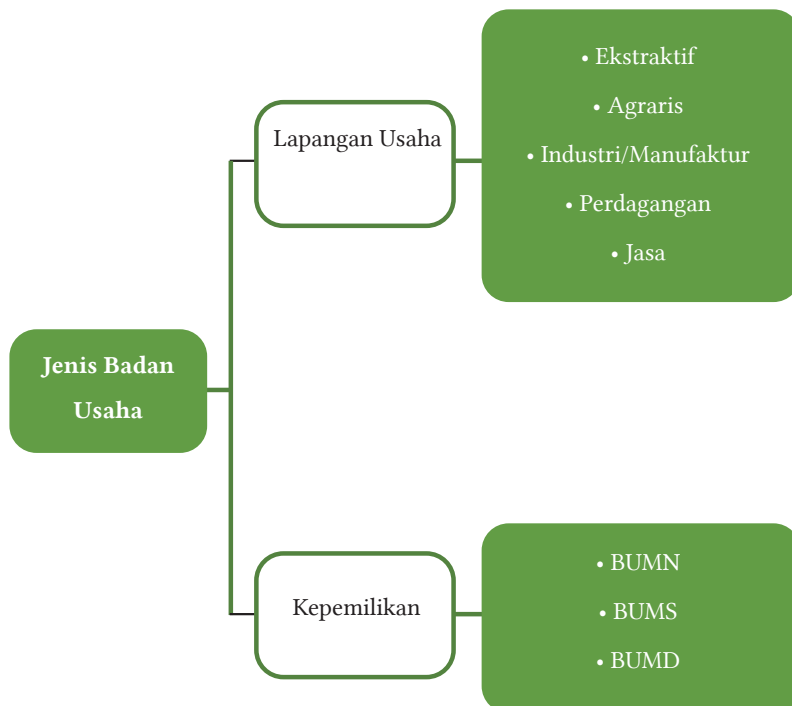 Jenis Badan
Usaha
Lapangan Usaha
• Ekstraktif
• Agraris
• Industri/Manufaktur
• Perdagangan
• Jasa
Kepemilikan
• BUMN
• BUMS
• BUMD